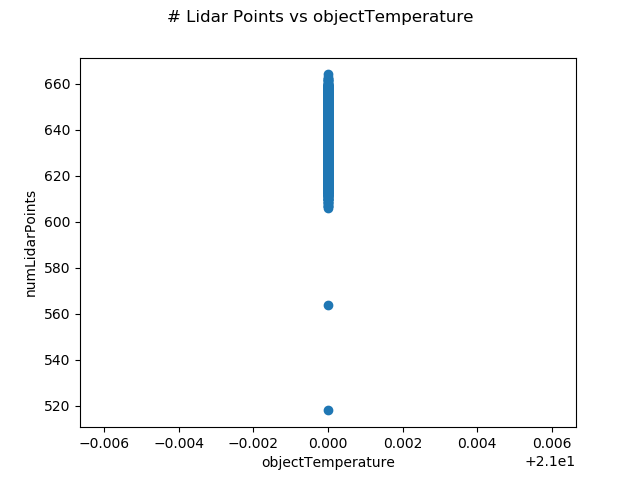 # Lidar Points vs objectTemperature
660
640
620
600
580
560
540
520
numLidarPoints
−0.006 −0.004 −0.002 0.000 0.002 0.004 0.006
objectTemperature
+2.1e1